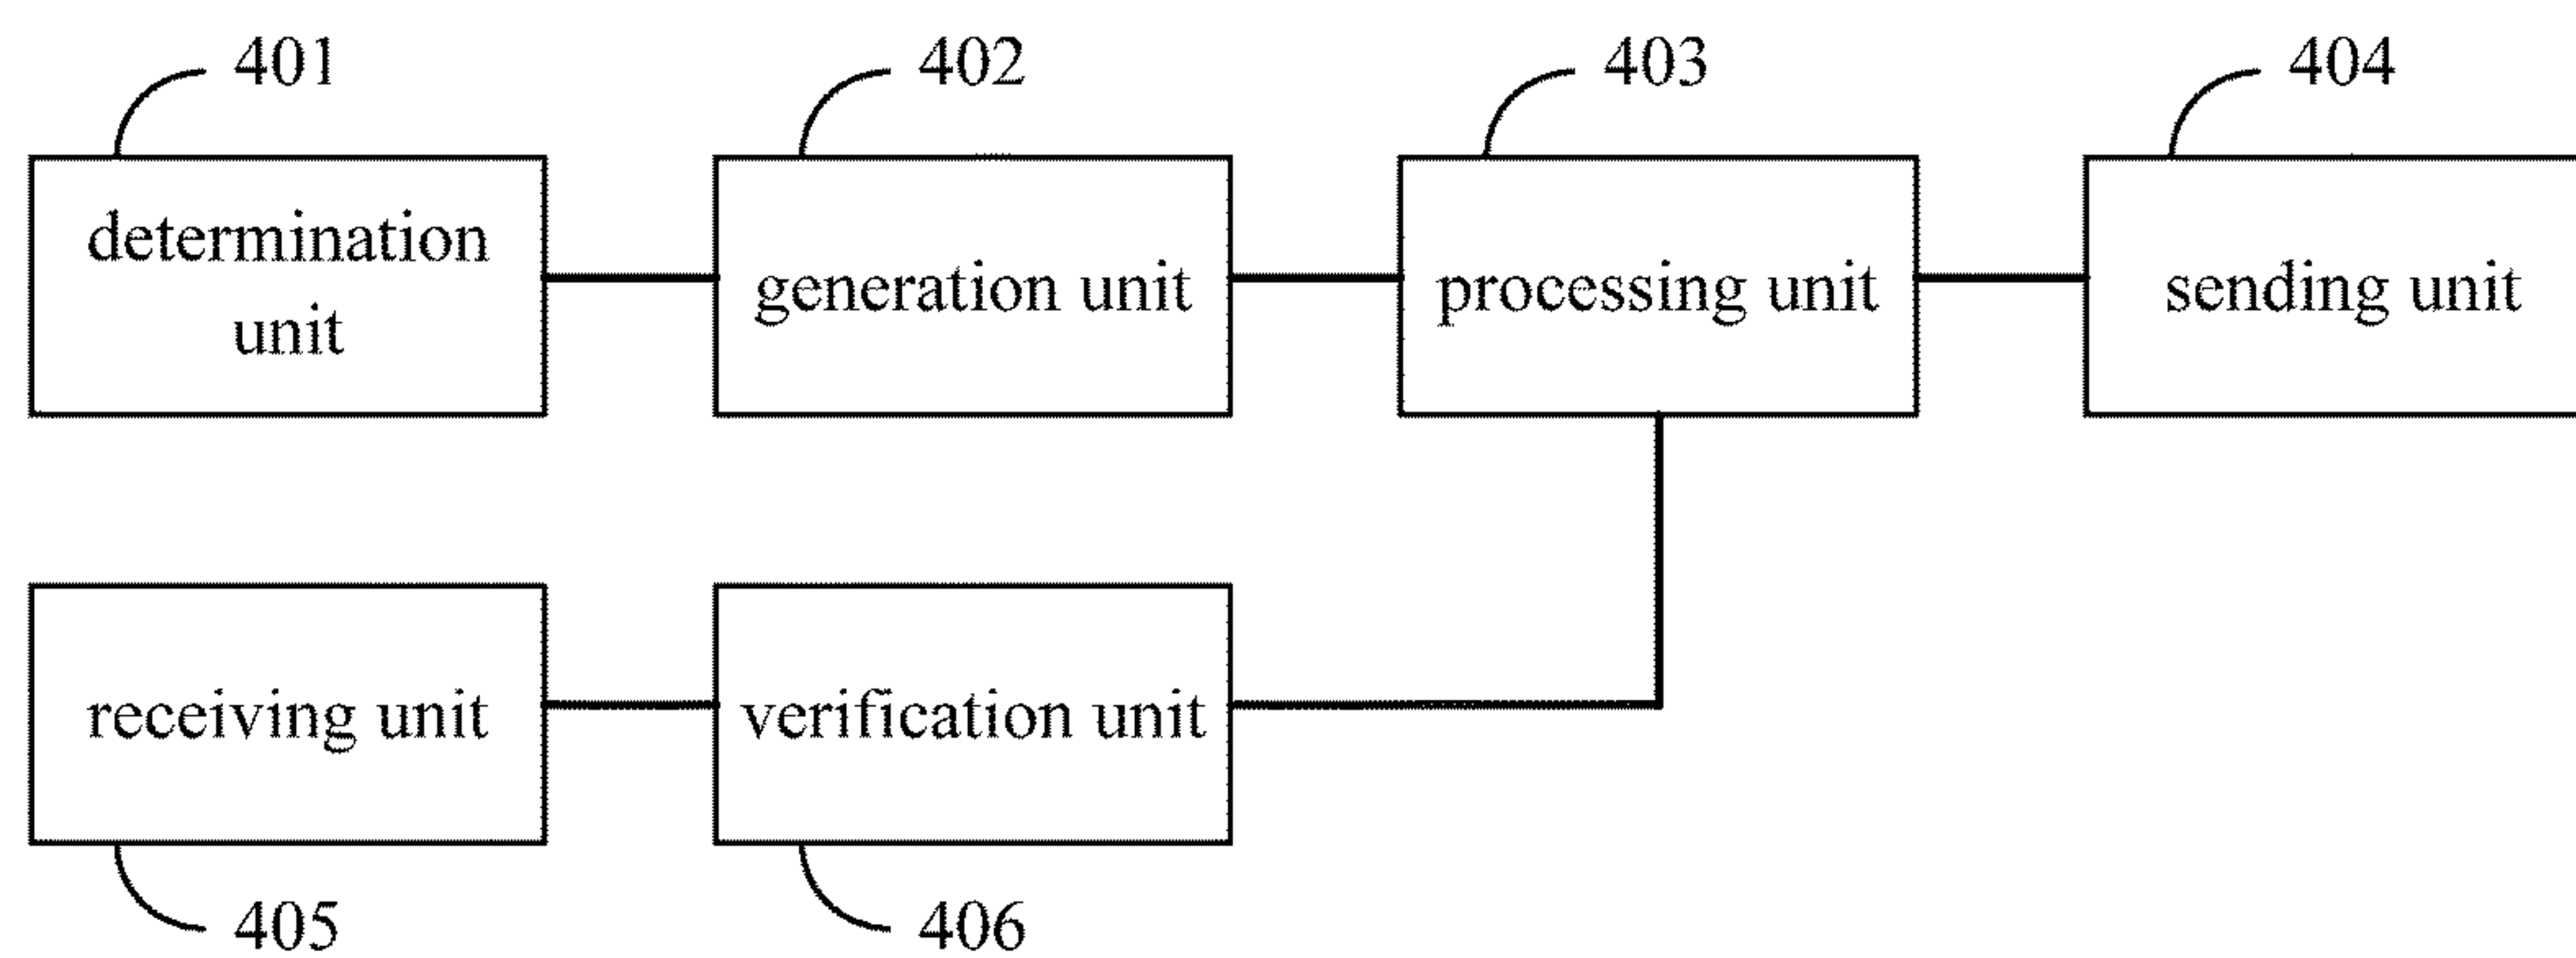 401
402
403
404
determination
unit
generation unit
processing unit
sending unit
receiving unit
verification unit
405
406